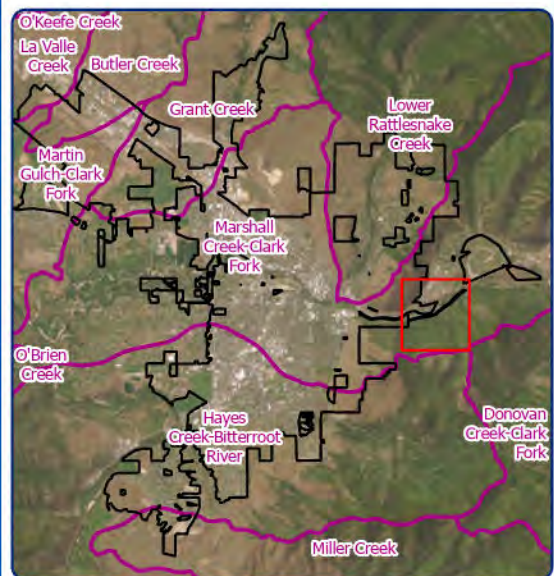 O'Keefe Creek
La Valle
Creek
Butler Creek
Grant Creek
Lower
Rattlesnake
Creek
Martin
Gulch-Clark
Fork
Marshall
Creek-Clark
Fork
O'Brien
Creek
Hayes
Creek-Bitterroot
River
Donovan
Creek-Clark
Fork
Miller Creek